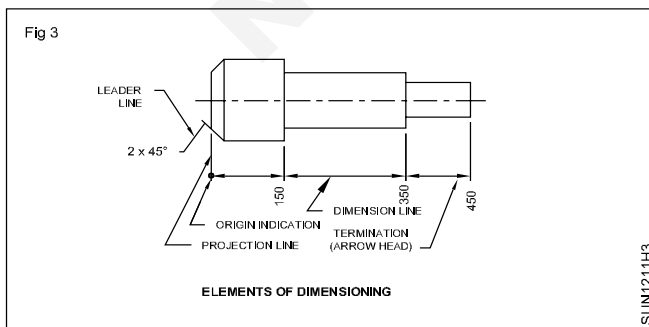 Fig 3
LEADER
LINE
2 x 45°
150
350
450
ORIGIN INDICATION
DIMENSION LINE
PROJECTION LINE
TERMINATION
(ARROW HEAD)
ELEMENTS OF DIMENSIONING
SUN1211H3